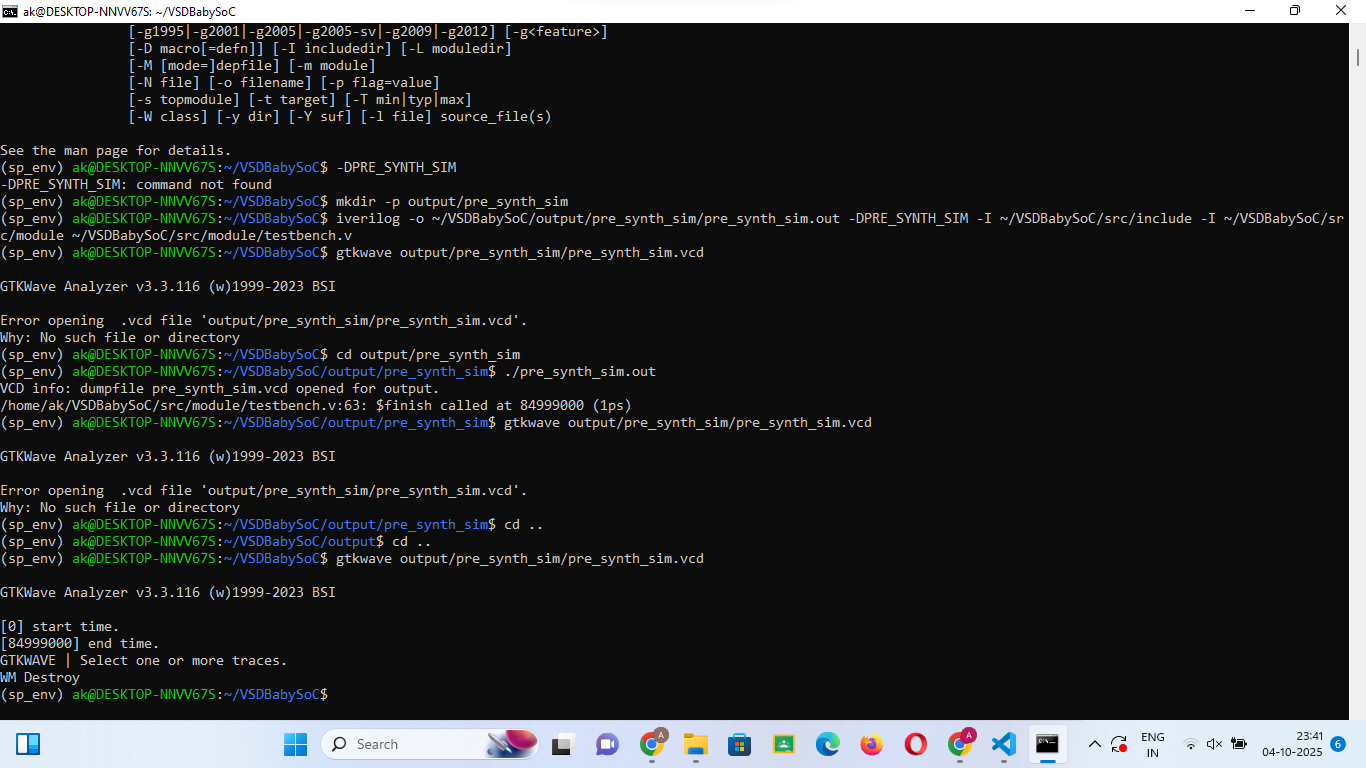 ak@DESKTOP-NNVV67S: ~/VSDBabySoC
[-g1995|-g2001|-g2005|-g2005-sv|-g2009|-g2012] [-g<feature>]
[-D macro[=defn]] [-I includedir] [-L moduledir]
[-M [mode=]depfile] [-m module]
[-N file] [-o filename] [-p flag=value]
[-s topmodule] [-t target] [-T min|typ|max]
[-W class] [-y dir] [-Y suf] [-l file] source_file(s)
See the man page for details.
(sp_env) ak@DESKTOP-NNVV67S:~/VSDBabySoC$ -DPRE_SYNTH_SIM
-DPRE_SYNTH_SIM: command not found
(sp_env) ak@DESKTOP-NNVV67S:~/VSDBabySoC$ mkdir -p output/pre_synth_sim
(sp_env) ak@DESKTOP-NNVV67S:~/VSDBabySoC$ iverilog -o ~/VSDBabySoC/output/pre_synth_sim/pre_synth_sim.out -DPRE_SYNTH_SIM -I ~/VSDBabySoC/src/include -I ~/VSDBabySoC/sr
c/module ~/VSDBabySoC/src/module/testbench.v
(sp_env) ak@DESKTOP-NNVV67S:~/VSDBabySoC$ gtkwave output/pre_synth_sim/pre_synth_sim.vcd
GTKWave Analyzer v3.3.116 (w)1999-2023 BSI
Error opening  .vcd file 'output/pre_synth_sim/pre_synth_sim.vcd'.
Why: No such file or directory
(sp_env) ak@DESKTOP-NNVV67S:~/VSDBabySoC$ cd output/pre_synth_sim
(sp_env) ak@DESKTOP-NNVV67S:~/VSDBabySoC/output/pre_synth_sim$ ./pre_synth_sim.out
VCD info: dumpfile pre_synth_sim.vcd opened for output.
/home/ak/VSDBabySoC/src/module/testbench.v:63: $finish called at 84999000 (1ps)
(sp_env) ak@DESKTOP-NNVV67S:~/VSDBabySoC/output/pre_synth_sim$ gtkwave output/pre_synth_sim/pre_synth_sim.vcd
GTKWave Analyzer v3.3.116 (w)1999-2023 BSI
Error opening  .vcd file 'output/pre_synth_sim/pre_synth_sim.vcd'.
Why: No such file or directory
(sp_env) ak@DESKTOP-NNVV67S:~/VSDBabySoC/output/pre_synth_sim$ cd ..
(sp_env) ak@DESKTOP-NNVV67S:~/VSDBabySoC/output$ cd ..
(sp_env) ak@DESKTOP-NNVV67S:~/VSDBabySoC$ gtkwave output/pre_synth_sim/pre_synth_sim.vcd
GTKWave Analyzer v3.3.116 (w)1999-2023 BSI
[0] start time.
[84999000] end time.
GTKWAVE | Select one or more traces.
WM Destroy
(sp_env) ak@DESKTOP-NNVV67S:~/VSDBabySoC$
Search
A
A
ENG
IN
23:41
04-10-2025
6